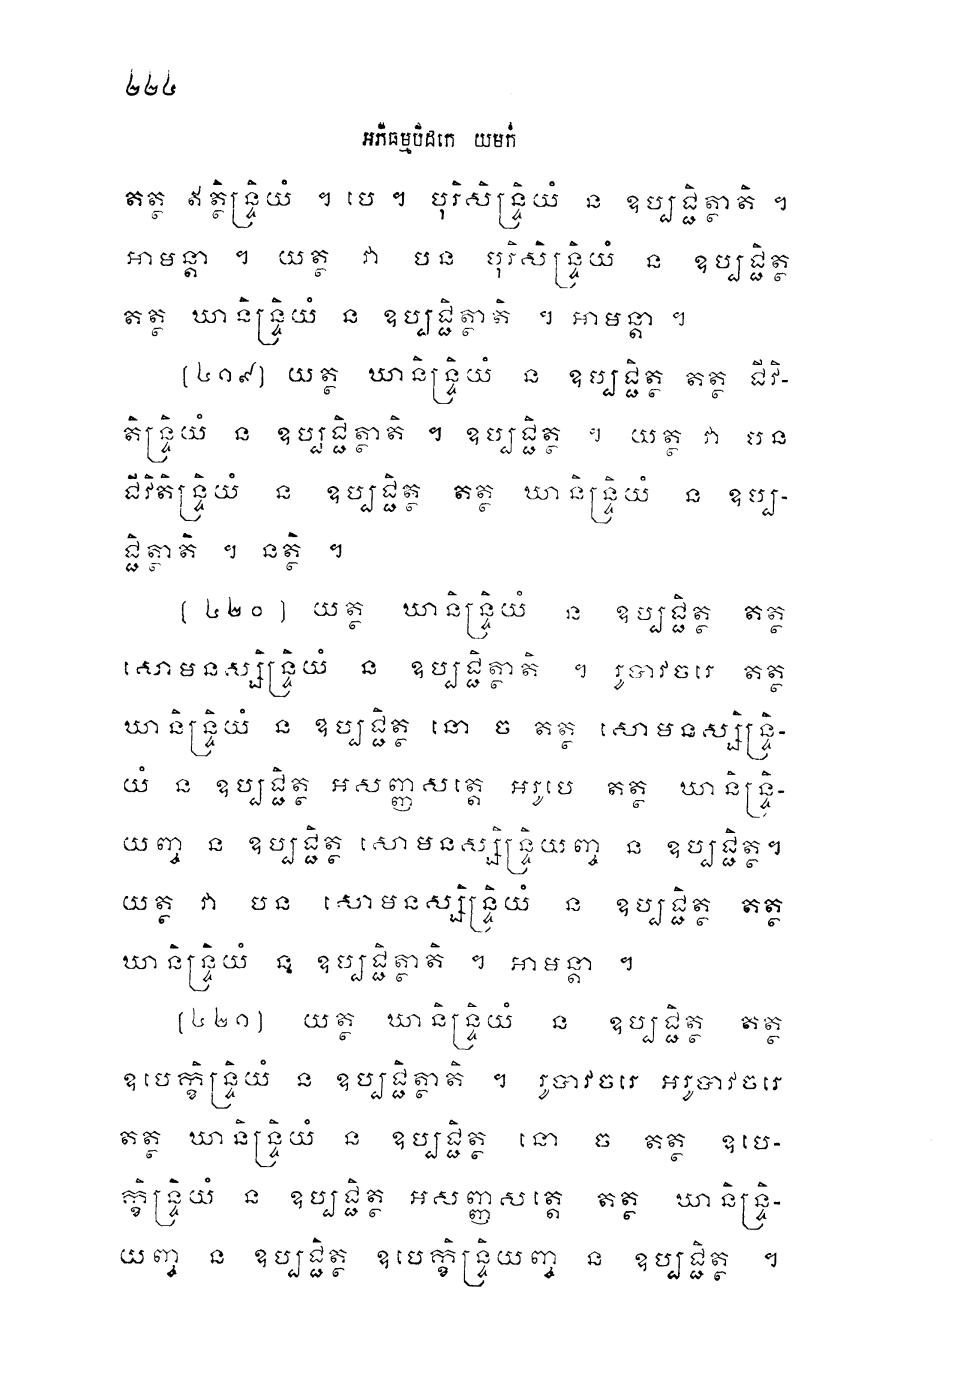 ២២៤
អភិធម្មបិដកេ យមកំ
តត្ថ ឥត្ថិន្ទ្រិយំ ។ បេ ។ បុរិសិន្ទ្រិយំ ន ឧប្បជ្ជិត្ថាតិ ។
អាមន្តា ។ យត្ថ វា បន បុរិសិន្ទ្រិយំ ន ឧប្បជ្ជិត្ថ
តត្ថ ឃានិន្ទ្រិយំ ន ឧប្បជ្ជិត្ថាតិ ។ អាមន្តា ។
(៤១៩) យត្ថ ឃានិន្ទ្រិយំ ន ឧប្បជ្ជិត្ថ តត្ថ ជីវិ-
តិន្ទ្រិយំ ន ឧប្បជ្ជិត្ថាតិ ។ ឧប្បជ្ជិត្ថ ។ យត្ថ វា បន
ជីវិតិន្ទ្រិយំ ន ឧប្បជ្ជិត្ថ តត្ថ ឃានិន្ទ្រិយំ ន ឧប្ប-
ជ្ជិត្ថាតិ ។ នត្ថិ ។
(៤២០) យត្ថ ឃានិន្ទ្រិយំ ន ឧប្បជ្ជិត្ថ តត្ថ
សោមនស្សិន្ទ្រិយំ ន ឧប្បជ្ជិត្ថាតិ ។ រូបាវចរេ តត្ថ
ឃានិន្ទ្រិយំ ន ឧប្បជ្ជិត្ថ នោ ច តត្ថ សោមនស្សិន្ទ្រិ-
យំ ន ឧប្បជ្ជិត្ថ អសញ្ញសត្តេ អរូបេ តត្ថ ឃានិន្ទ្រិ-
យញ្ច ន ឧប្បជ្ជិត្ថ សោមនស្សិន្ទ្រិយញ្ច ន ឧប្បជ្ជិត្ថ។
យត្ថ វា បន សោមនស្សិន្ទ្រិយំ ន ឧប្បជ្ជិត្ថ តត្ថ
ឃានិន្ទ្រិយំ ន ឧប្បជ្ជិត្ថាតិ ។ អាមន្តា ។
(៤២១) យត្ថ ឃានិន្ទ្រិយំ ន ឧប្បជ្ជិត្ថ តត្ថ
ឧបេក្ខិន្ទ្រិយំ ន ឧប្បជ្ជិត្ថាតិ ។ រូបាវចរេ អរូបាវចរេ
តត្ថ ឃានិន្ទ្រិយំ ន ឧប្បជ្ជិត្ថ នោ ច តត្ថ ឧបេ-
ក្ខិន្ទ្រិយំ ន ឧប្បជ្ជិត្ថ អសញ្ញសត្តេ តត្ថ ឃានិន្ទ្រិ-
យញ្ច ន ឧប្បជ្ជិត្ថ ឧបេក្ខិន្ទ្រិយញ្ច ន ឧប្បជ្ជិត្ថ ។